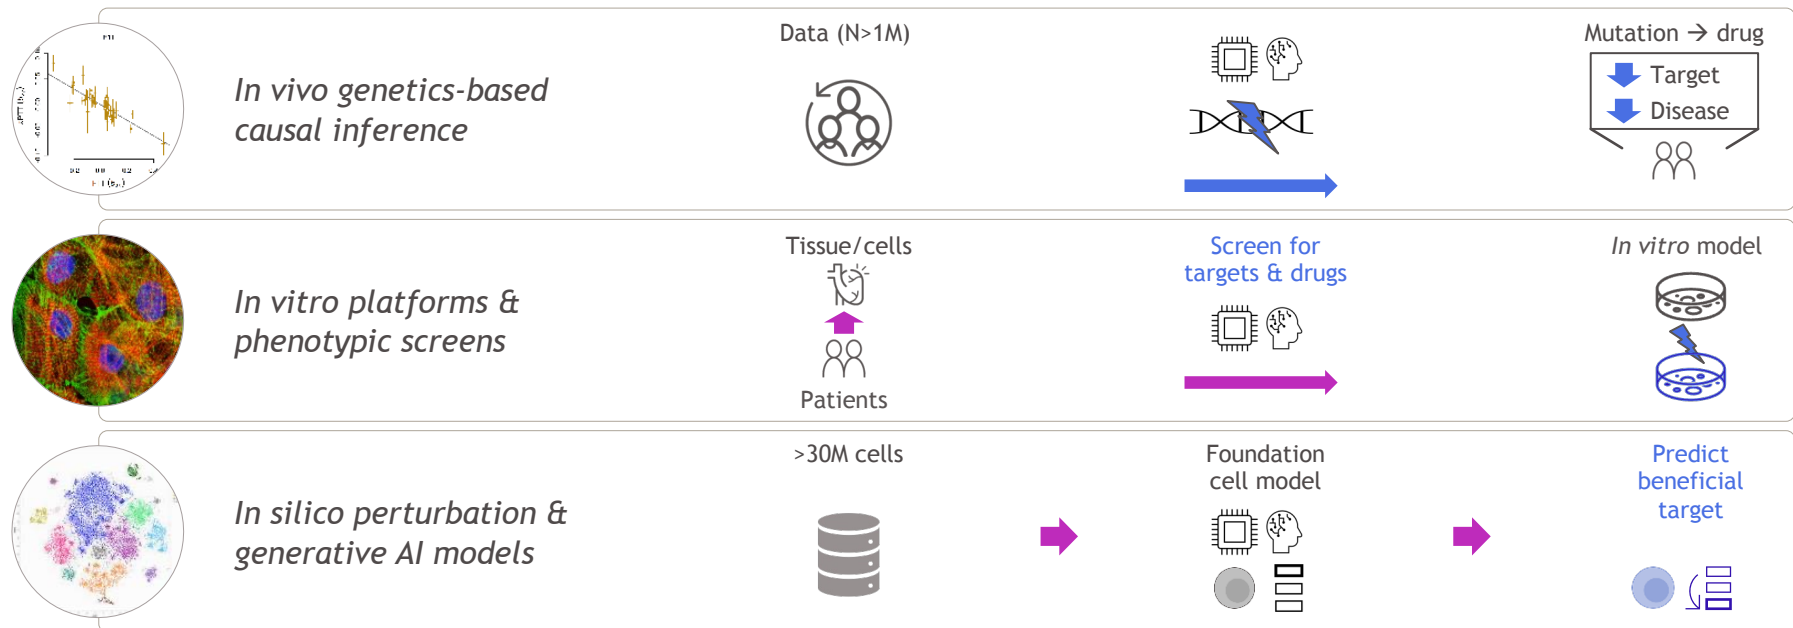 In vivo genetics-based
causal inference
Data (N>1M)
Mutation → drug
Target
Disease
In vitro platforms &
phenotypic screens
Tissue/cells
Patients
Screen for
targets & drugs
In vitro model
In silico perturbation &
generative AI models
>30M cells
Foundation
cell model
Predict
beneficial
target